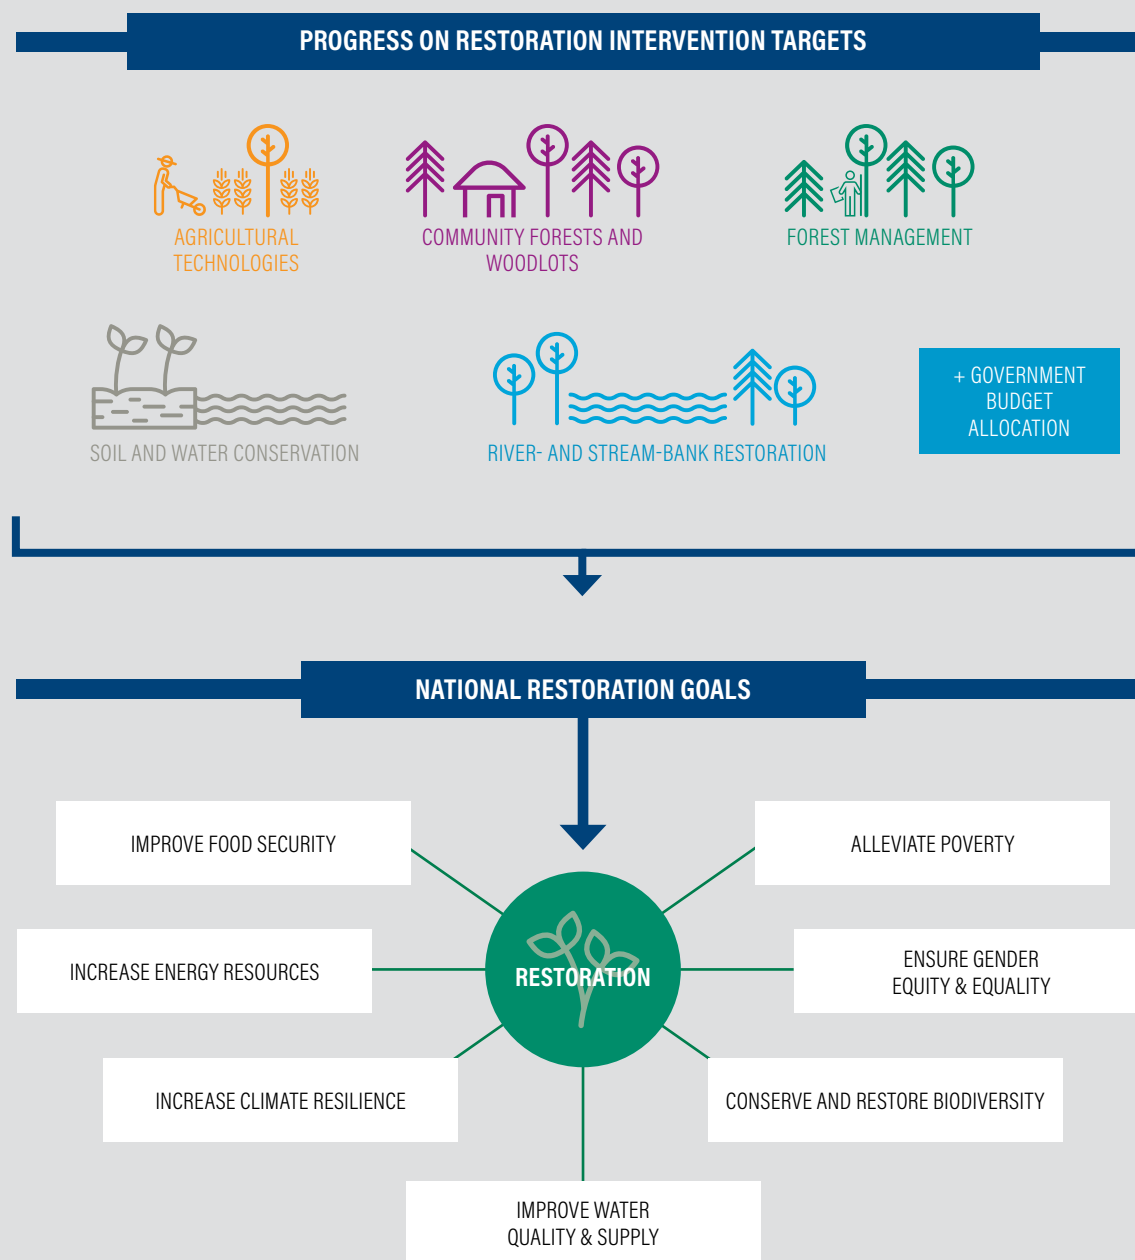 PROGRESS ON RESTORATION INTERVENTION TARGETS
AGRICULTURAL
TECHNOLOGIES
COMMUNITY FORESTS AND
WOODLOTS
FOREST MANAGEMENT
SOIL AND WATER CONSERVATION
RIVER- AND STREAM-BANK RESTORATION
+ GOVERNMENT
BUDGET
ALLOCATION
NATIONAL RESTORATION GOALS
IMPROVE FOOD SECURITY
ALLEVIATE POVERTY
INCREASE ENERGY RESOURCES
RESTORATION
ENSURE GENDER
EQUITY & EQUALITY
INCREASE CLIMATE RESILIENCE
CONSERVE AND RESTORE BIODIVERSITY
IMPROVE WATER
QUALITY & SUPPLY